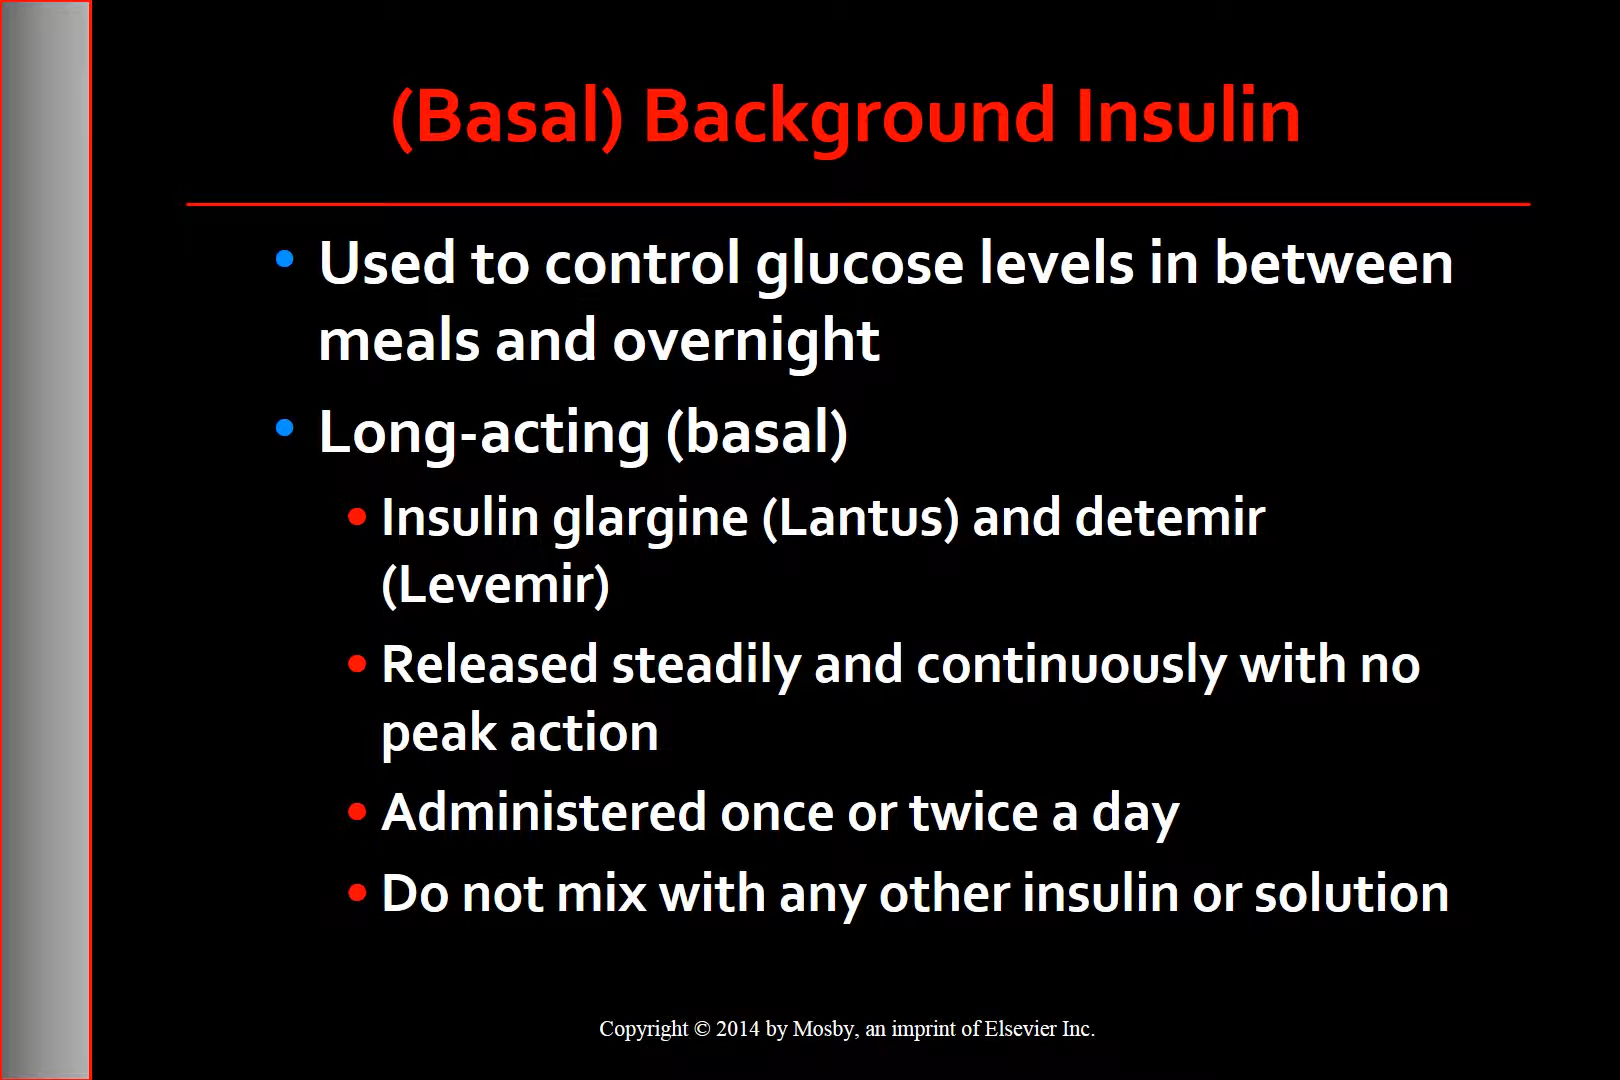 (Basal) Background Insulin
• Used to control glucose levels in between
meals and overnight
• Long-acting (basal)
• Insulin glargine (Lantus) and detemir
(Levemir)
• Released steadily and continuously with no
peak action
• Administered once or twice a day
• Do not mix with any other insulin or solution
Copyright © 2014 by Mosby, an imprint of Elsevier Inc.